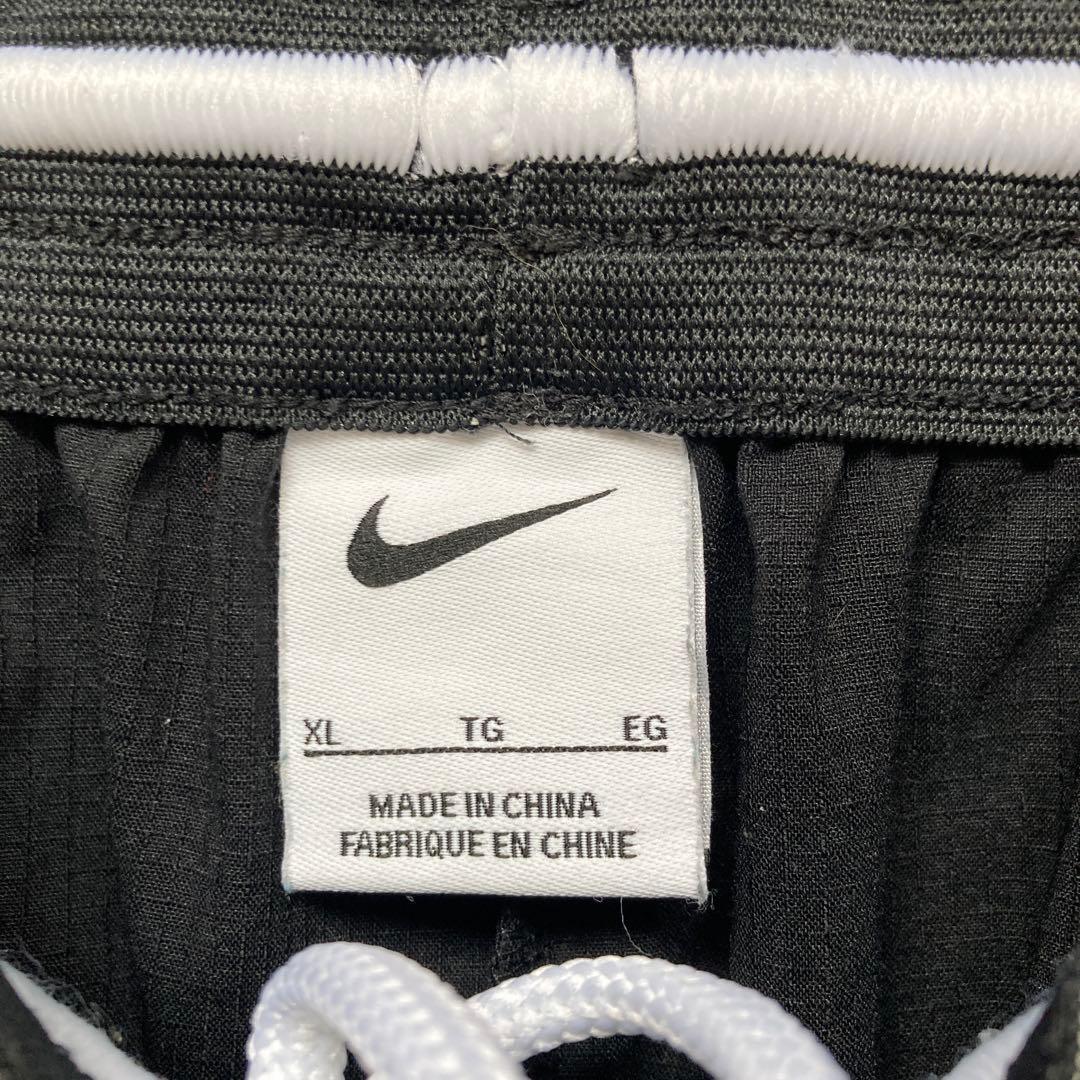 XL TG EG
MADE IN CHINA
FABRIQUE EN CHINE